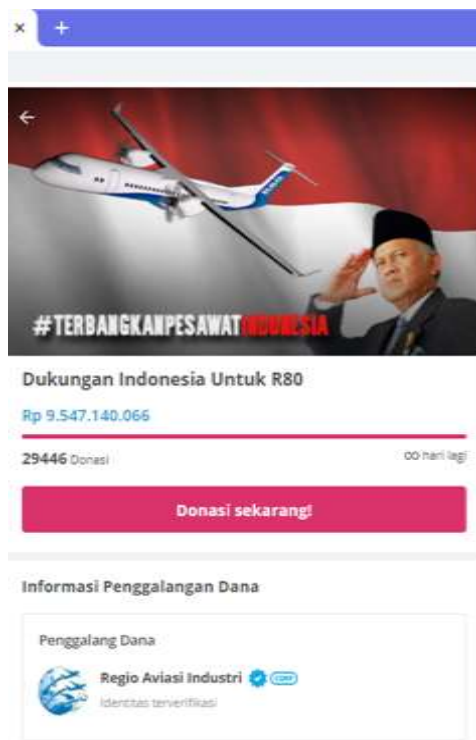 #TERBANGKANPESAWATINDONESIA
Dukungan Indonesia Untuk R80
Rp 9.547.140.066
29446 Donasi
∞ hari lagi
Donasi sekarang!
Informasi Penggalangan Dana
Penggalang Dana
Regio Aviasi Industri
Identitas terverifikasi